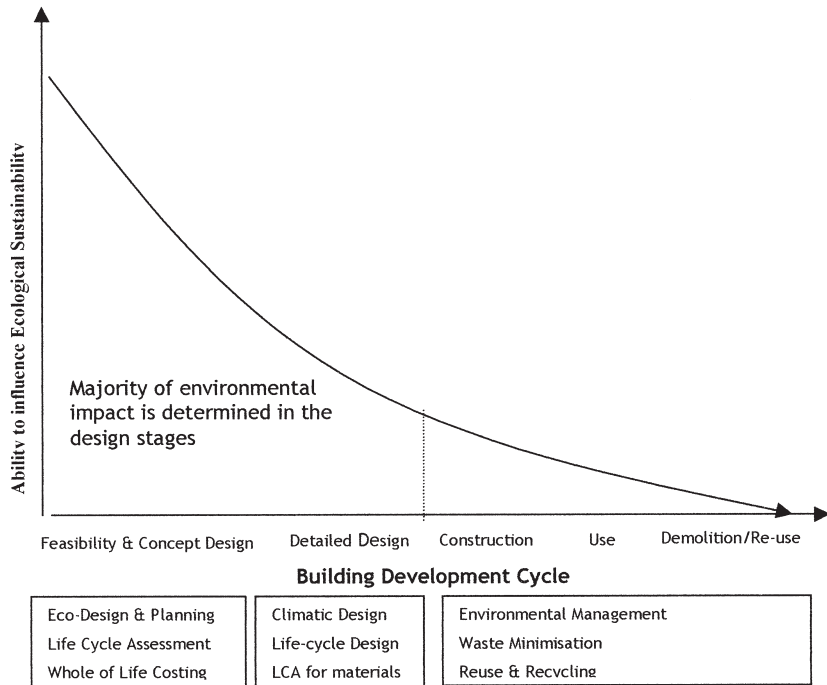 Ability to influence Ecological Sustainability
Majority of environmental
impact is determined in the
design stages
Feasibility & Concept Design
Detailed Design
Construction
Use
Demolition/Re-use
Building Development Cycle
Eco-Design & Planning
Life Cycle Assessment
Whole of Life Costing
Climatic Design
Life-cycle Design
LCA for materials
Environmental Management
Waste Minimisation
Reuse & Recycling